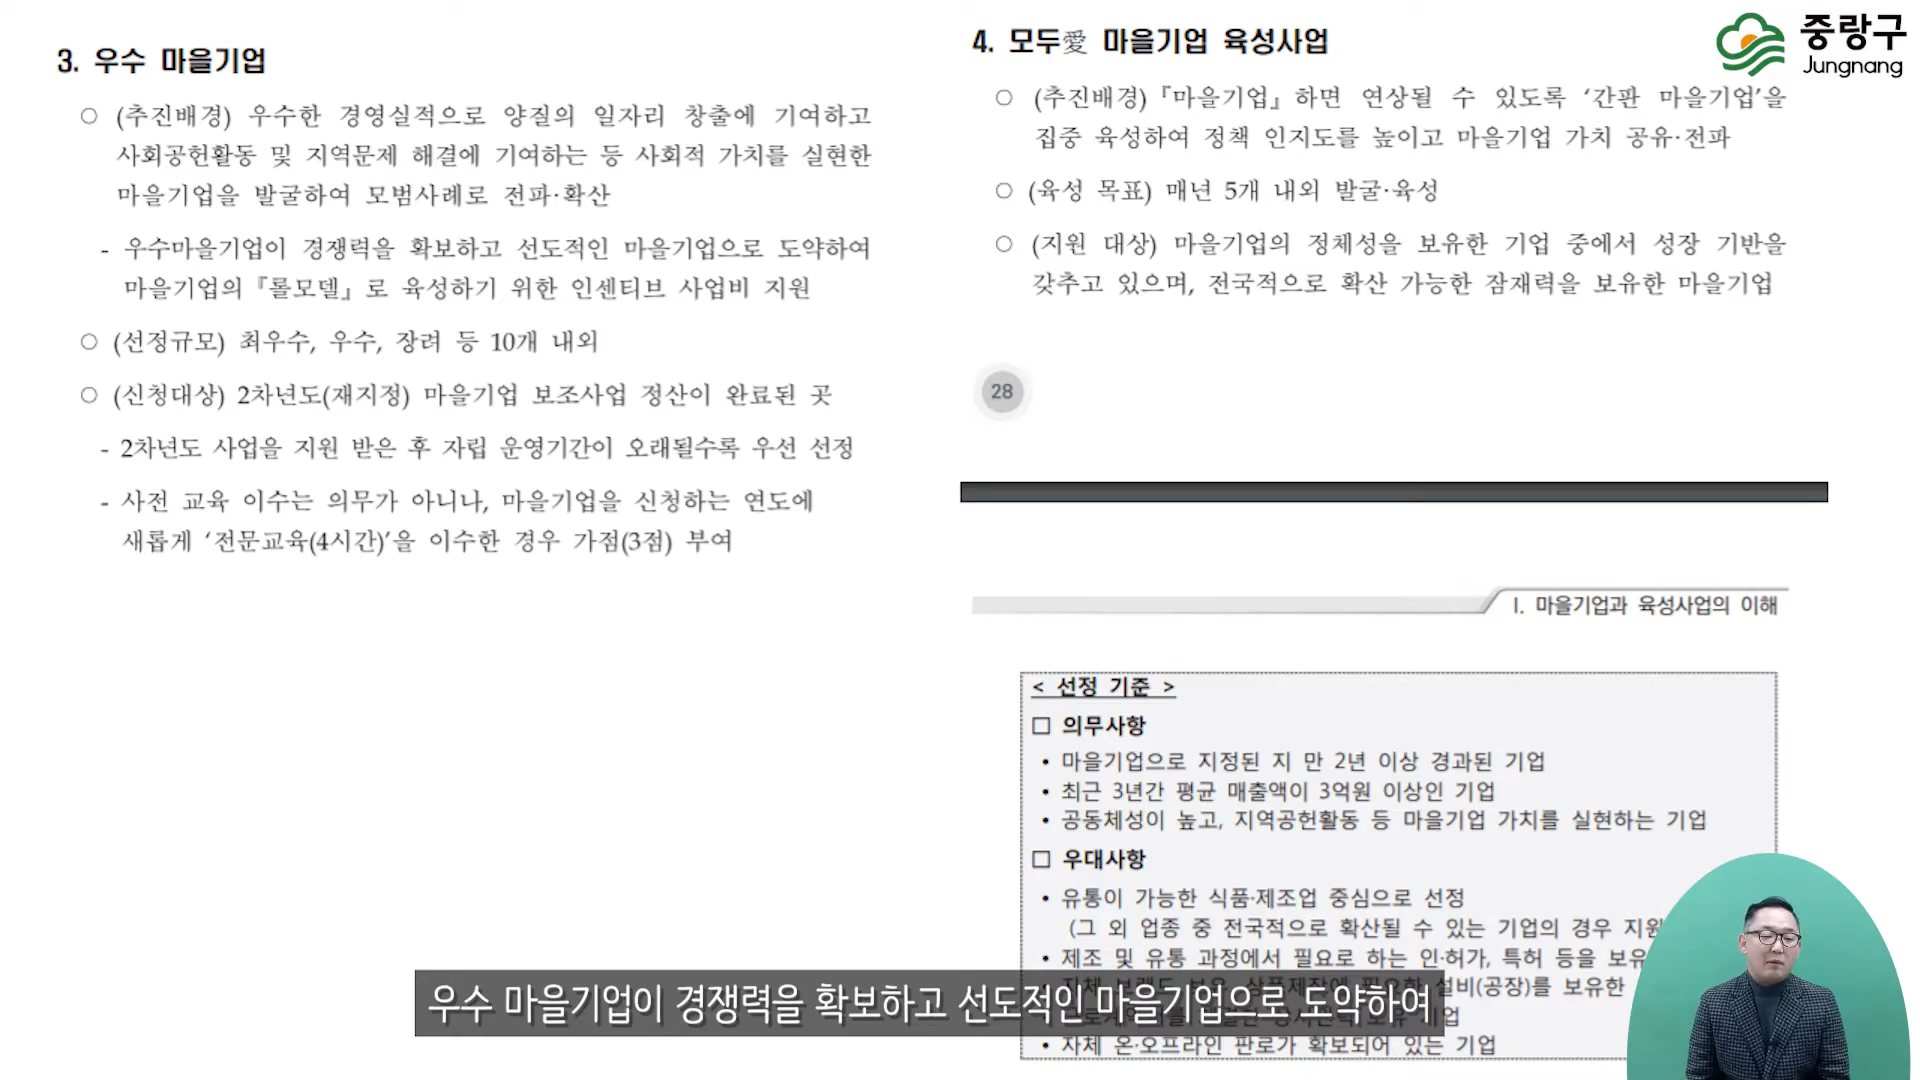 3. 우수 마을기업
○ (추진배경) 우수한 경영실적으로 양질의 일자리 창출에 기여하고
사회공헌활동 및 지역문제 해결에 기여하는 등 사회적 가치를 실현한
마을기업을 발굴하여 모범사례로 전파·확산
- 우수마을기업이 경쟁력을 확보하고 선도적인 마을기업으로 도약하여
마을기업의『롤모델』로 육성하기 위한 인센티브 사업비 지원
○ (선정규모) 최우수, 우수, 장려 등 10개 내외
○ (신청대상) 2차년도(재지정) 마을기업 보조사업 정산이 완료된 곳
- 2차년도 사업을 지원 받은 후 자립 운영기간이 오래될수록 우선 선정
- 사전 교육 이수는 의무가 아니나, 마을기업을 신청하는 연도에
새롭게 ‘전문교육(4시간)’을 이수한 경우 가점(3점) 부여
4. 모두愛 마을기업 육성사업
○ (추진배경)『마을기업』하면 연상될 수 있도록 ‘간판 마을기업’을
집중 육성하여 정책 인지도를 높이고 마을기업 가치 공유·전파
○ (육성 목표) 매년 5개 내외 발굴·육성
○ (지원 대상) 마을기업의 정체성을 보유한 기업 중에서 성장 기반을
갖추고 있으며, 전국적으로 확산 가능한 잠재력을 보유한 마을기업
28
Ⅰ. 마을기업과 육성사업의 이해
< 선정 기준 >
□ 의무사항
• 마을기업으로 지정된 지 만 2년 이상 경과된 기업
• 최근 3년간 평균 매출액이 3억원 이상인 기업
• 공동체성이 높고, 지역공헌활동 등 마을기업 가치를 실현하는 기업
□ 우대사항
• 유통이 가능한 식품·제조업 중심으로 선정
(그 외 업종 중 전국적으로 확산될 수 있는 기업의 경우 지원
• 제조 및 유통 과정에서 필요로 하는 인·허가, 특허 등을 보유
설비(공장)를 보유한
기업
• 자체 온·오프라인 판로가 확보되어 있는 기업
우수 마을기업이 경쟁력을 확보하고 선도적인 마을기업으로 도약하여
중랑구
Jungnang